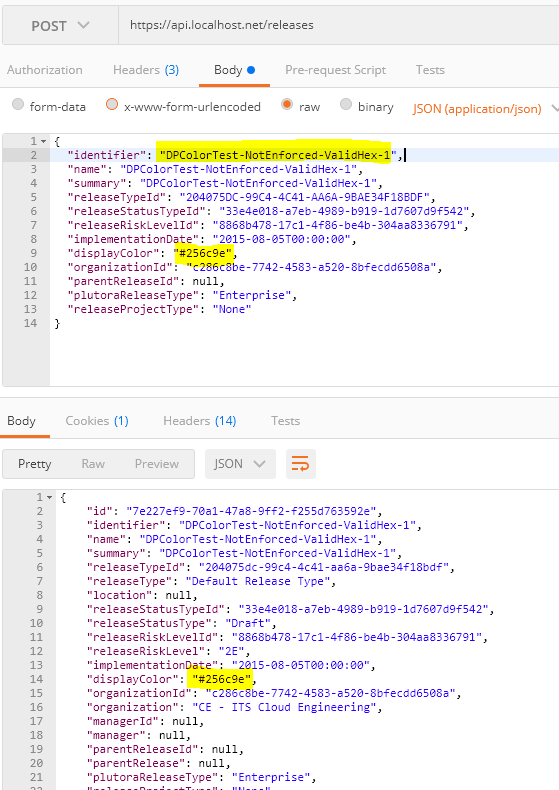 POST https://api.localhost.net/releases
Authorization Headers (3) Body Pre-request Script Tests
form-data x-www-form-urlencoded raw binary JSON (application/json)
1 {
2 "identifier": "DPColorTest-NotEnforced-ValidHex-1",
3 "name": "DPColorTest-NotEnforced-ValidHex-1",
4 "summary": "DPColorTest-NotEnforced-ValidHex-1",
5 "releaseTypeId": "204075DC-99C4-4C41-AA6A-9BAE34F18BDF",
6 "releaseStatusTypeId": "33e4e018-a7eb-4989-b919-1d7607d9f542",
7 "releaseRiskLevelId": "8868b478-17c1-4f86-be4b-304aa8336791",
8 "implementationDate": "2015-08-05T00:00:00",
9 "displayColor": "#256c9e",
10 "organizationId": "c286c8be-7742-4583-a520-8bfecdd6508a",
11 "parentReleaseId": null,
12 "plutoraReleaseType": "Enterprise",
13 "releaseProjectType": "None"
14 }
Body Cookies (1) Headers (14) Tests
Pretty Raw Preview JSON
1 {
2 "id": "7e227ef9-70a1-47a8-9ff2-f255d763592e",
3 "identifier": "DPColorTest-NotEnforced-ValidHex-1",
4 "name": "DPColorTest-NotEnforced-ValidHex-1",
5 "summary": "DPColorTest-NotEnforced-ValidHex-1",
6 "releaseTypeId": "204075dc-99c4-4c41-aa6a-9bae34f18bdf",
7 "releaseType": "Default Release Type",
8 "location": null,
9 "releaseStatusTypeId": "33e4e018-a7eb-4989-b919-1d7607d9f542",
10 "releaseStatusType": "Draft",
11 "releaseRiskLevelId": "8868b478-17c1-4f86-be4b-304aa8336791",
12 "releaseRiskLevel": "2E",
13 "implementationDate": "2015-08-05T00:00:00",
14 "displayColor": "#256c9e",
15 "organizationId": "c286c8be-7742-4583-a520-8bfecdd6508a",
16 "organization": "CE - ITS Cloud Engineering",
17 "managerId": null,
18 "manager": null,
19 "parentReleaseId": null,
20 "parentRelease": null,
21 "plutoraReleaseType": "Enterprise",
22 "releaseProjectType": "None"